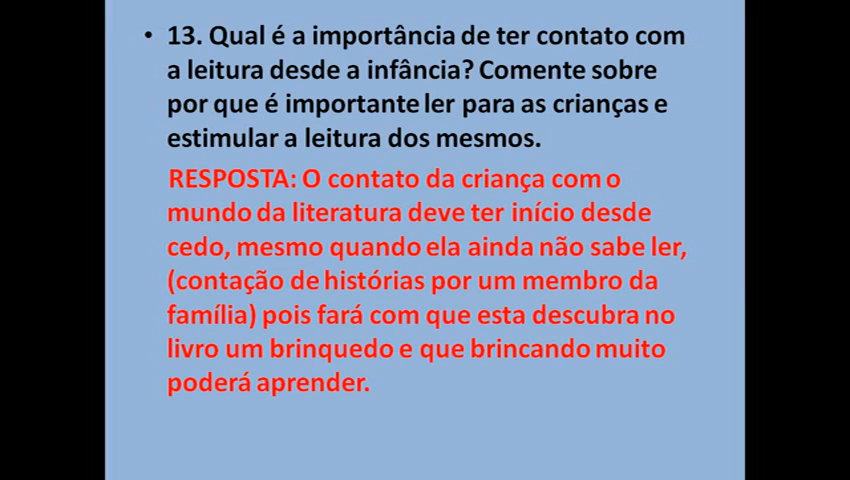 • 13. Qual é a importância de ter contato com
a leitura desde a infância? Comente sobre
por que é importante ler para as crianças e
estimular a leitura dos mesmos.
RESPOSTA: O contato da criança com o
mundo da literatura deve ter início desde
cedo, mesmo quando ela ainda não sabe ler,
(contação de histórias por um membro da
família) pois fará com que esta descubra no
livro um brinquedo e que brincando muito
poderá aprender.